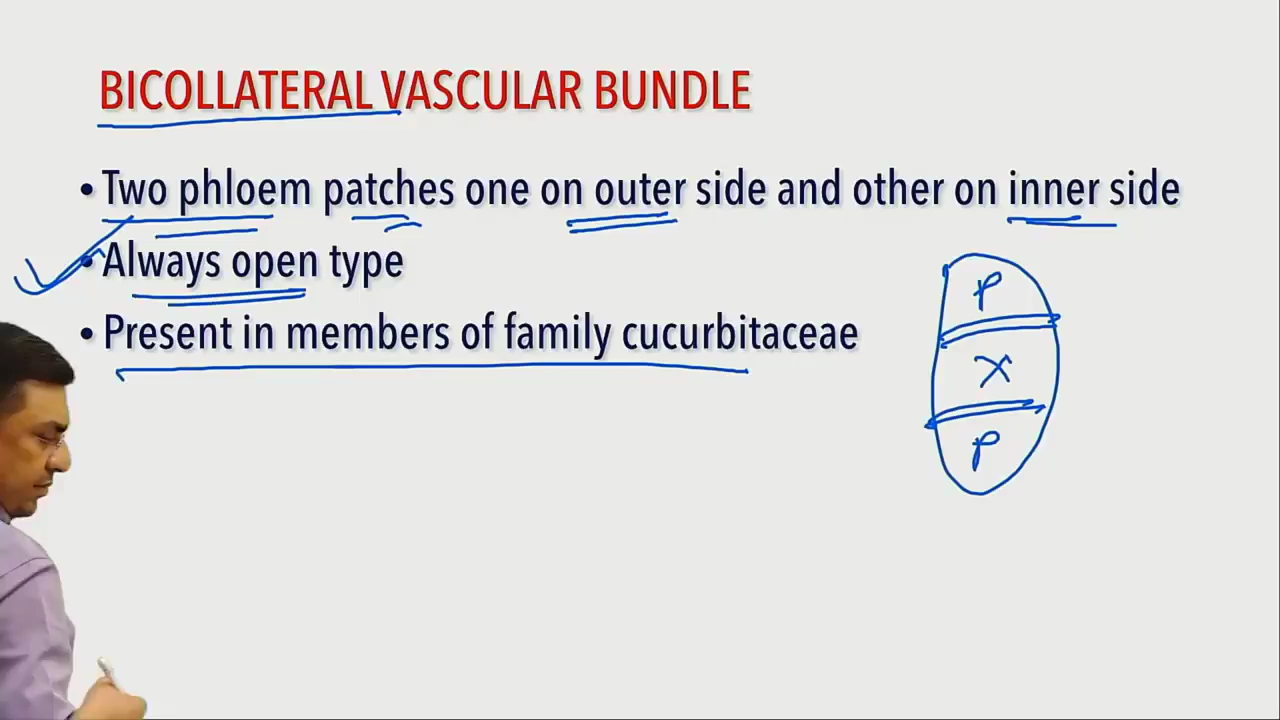 BICOLLATERAL VASCULAR BUNDLE
• Two phloem patches one on outer side and other on inner side
• Always open type
• Present in members of family cucurbitaceae
P
X
P